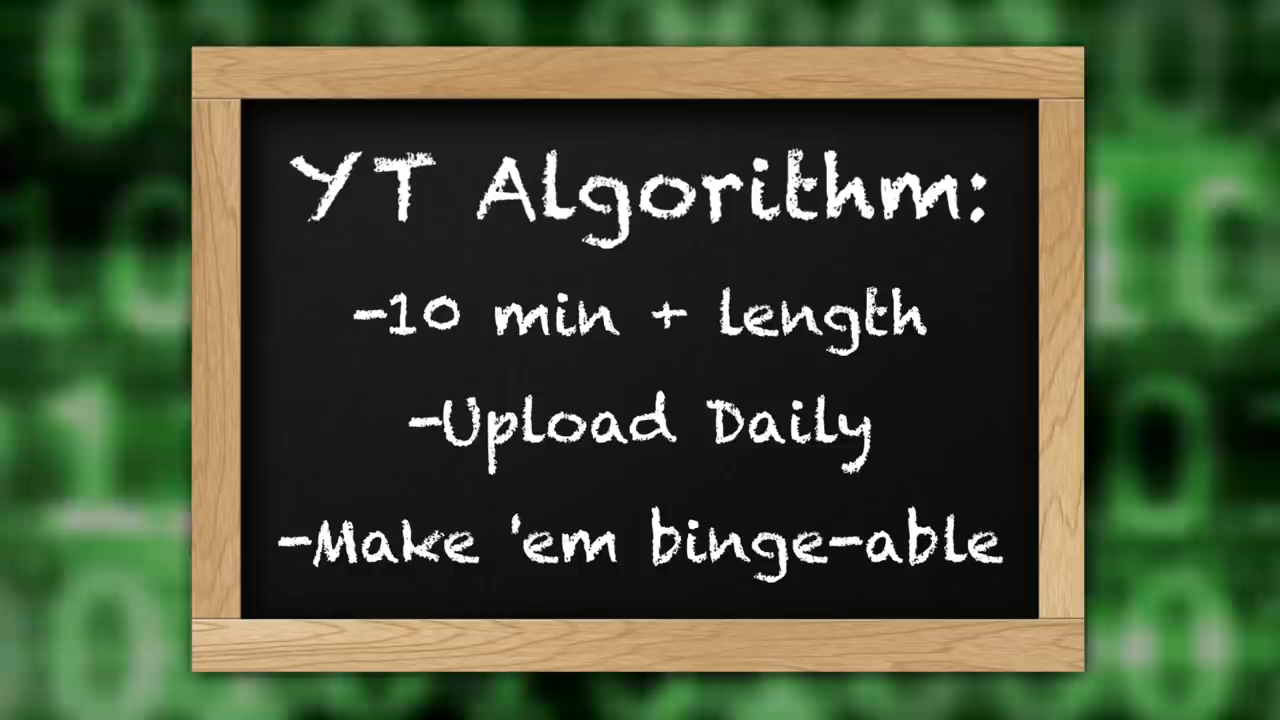 YT Algorithm:
-10 min + length
-Upload Daily
-Make 'em binge-able